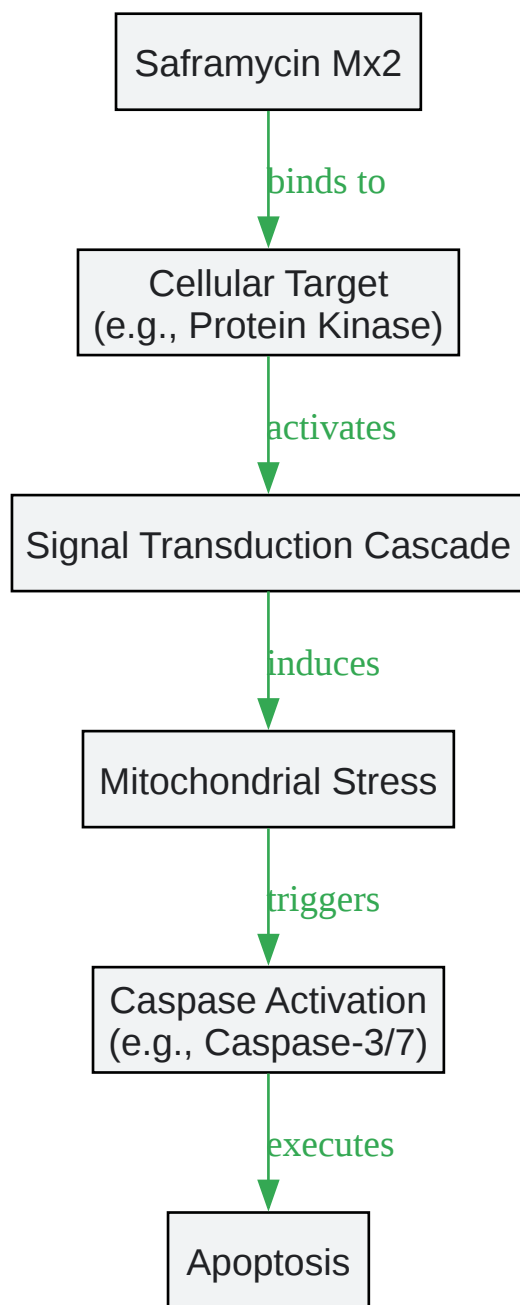 Saframycin Mx2
binds to
Cellular Target
(e.g., Protein Kinase)
activates
Signal Transduction Cascade
induces
Mitochondrial Stress
triggers
Caspase Activation
(e.g., Caspase-3/7)
executes
Apoptosis